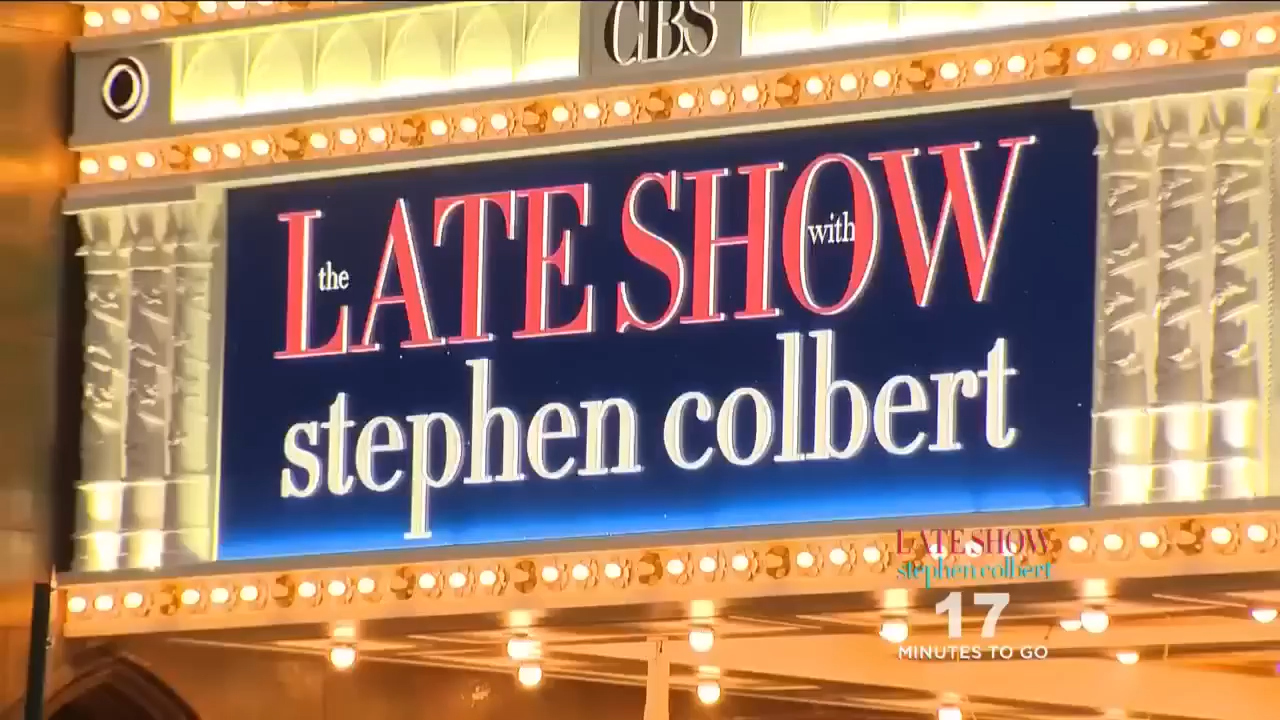 CBS
the LATE SHOW with
stephen colbert
LATE SHOW
stephen colbert
17
MINUTES TO GO